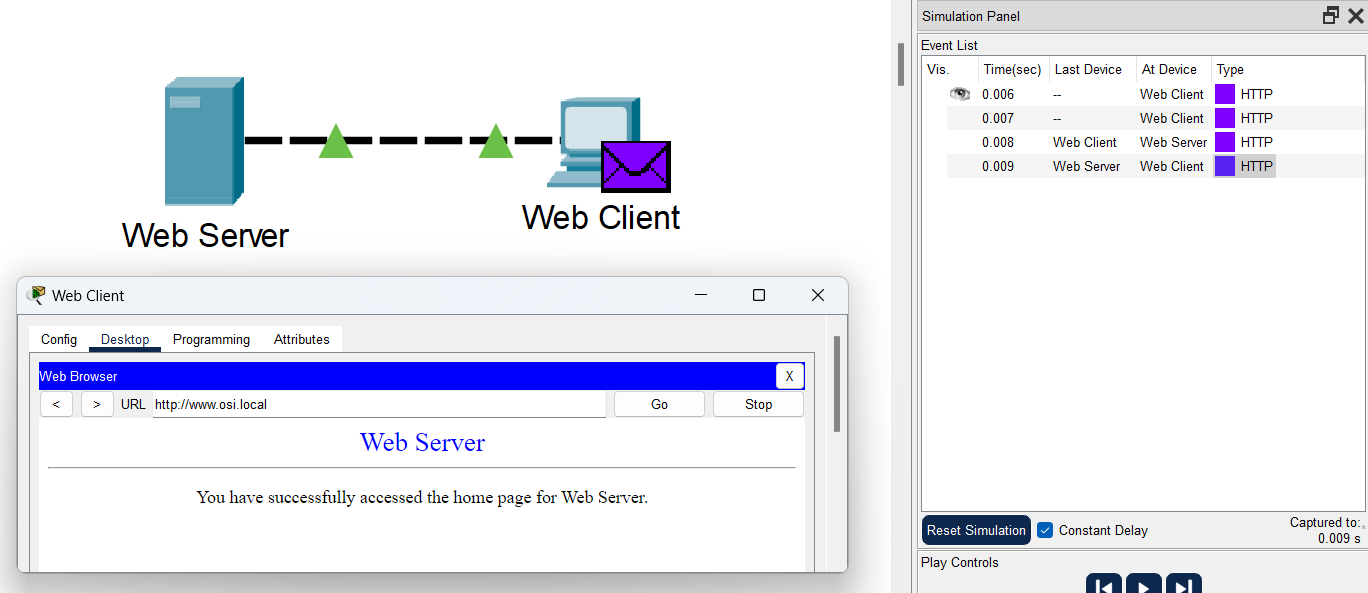 Web Server
Web Client
Web Client
Config Desktop Programming Attributes
Web Browser X
< > URL http://www.osi.local Go Stop
Web Server
You have successfully accessed the home page for Web Server.
Simulation Panel
Event List
Vis. Time(sec) Last Device At Device Type
0.006 -- Web Client HTTP
0.007 -- Web Client HTTP
0.008 Web Client Web Server HTTP
0.009 Web Server Web Client HTTP
Reset Simulation Constant Delay Captured to:
0.009 s
Play Controls